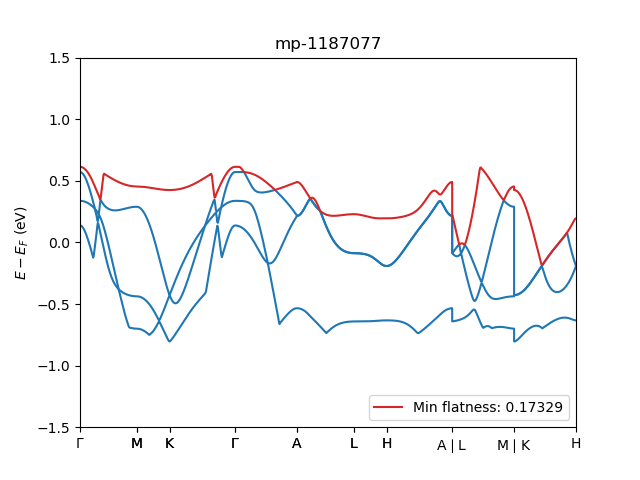 mp-1187077
1.5
1.0
0.5
0.0
−0.5
−1.0
−1.5
E − E_F (eV)
Min flatness: 0.17329
Γ M K Γ A L H A | L M | K H